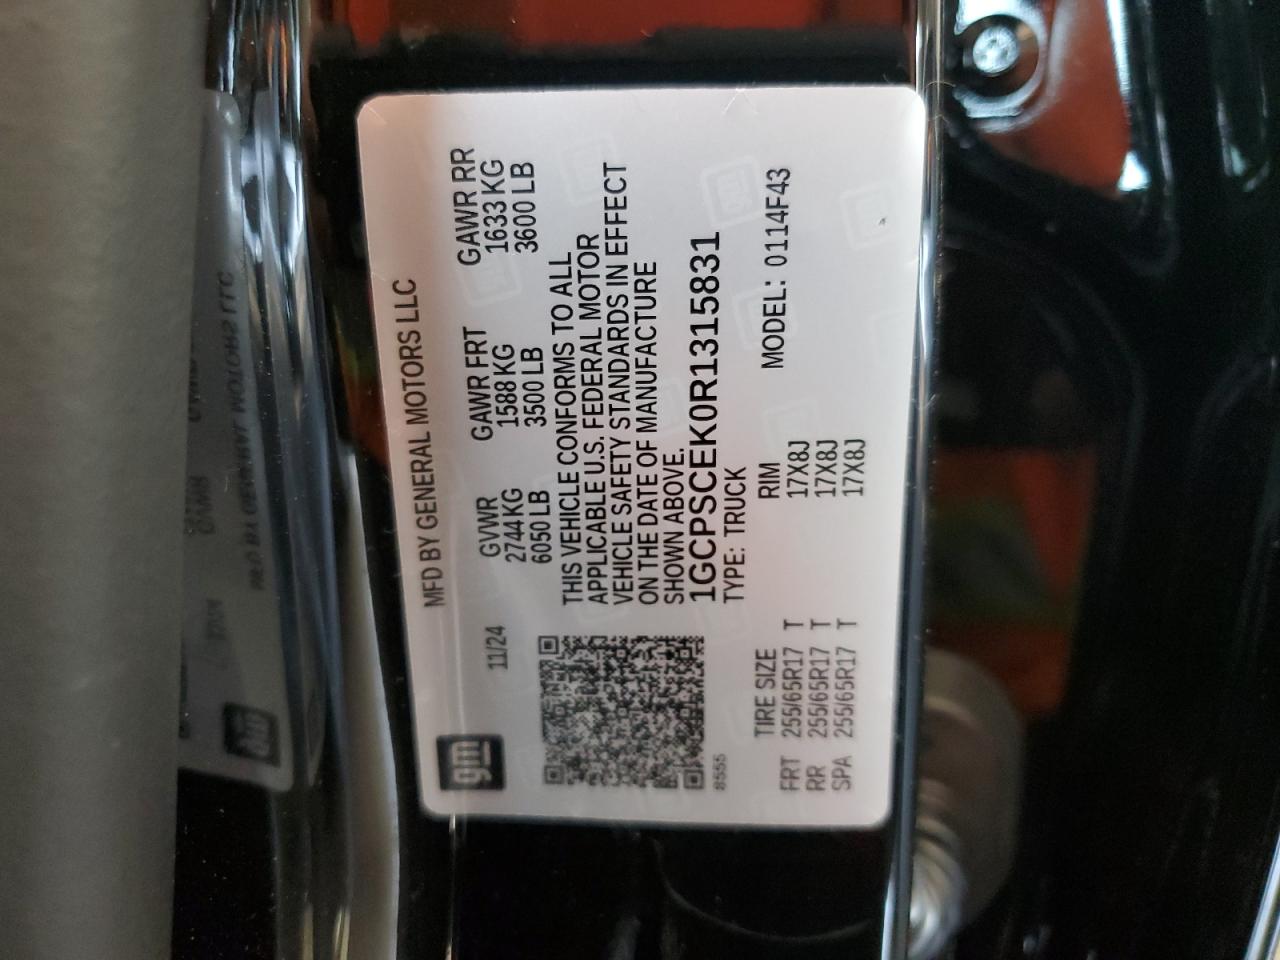 gm
11/24
MFD BY GENERAL MOTORS LLC
GVWR GAWR FRT GAWR RR
2744 KG 1588 KG 1633 KG
6050 LB 3500 LB 3600 LB
THIS VEHICLE CONFORMS TO ALL
APPLICABLE U.S. FEDERAL MOTOR
VEHICLE SAFETY STANDARDS IN EFFECT
ON THE DATE OF MANUFACTURE
SHOWN ABOVE.
1GCPSCEK0R1315831
8555
TYPE: TRUCK
TIRE SIZE RIM MODEL: 0114F43
FRT 255/65R17 T 17X8J
RR 255/65R17 T 17X8J
SPA 255/65R17 T 17X8J